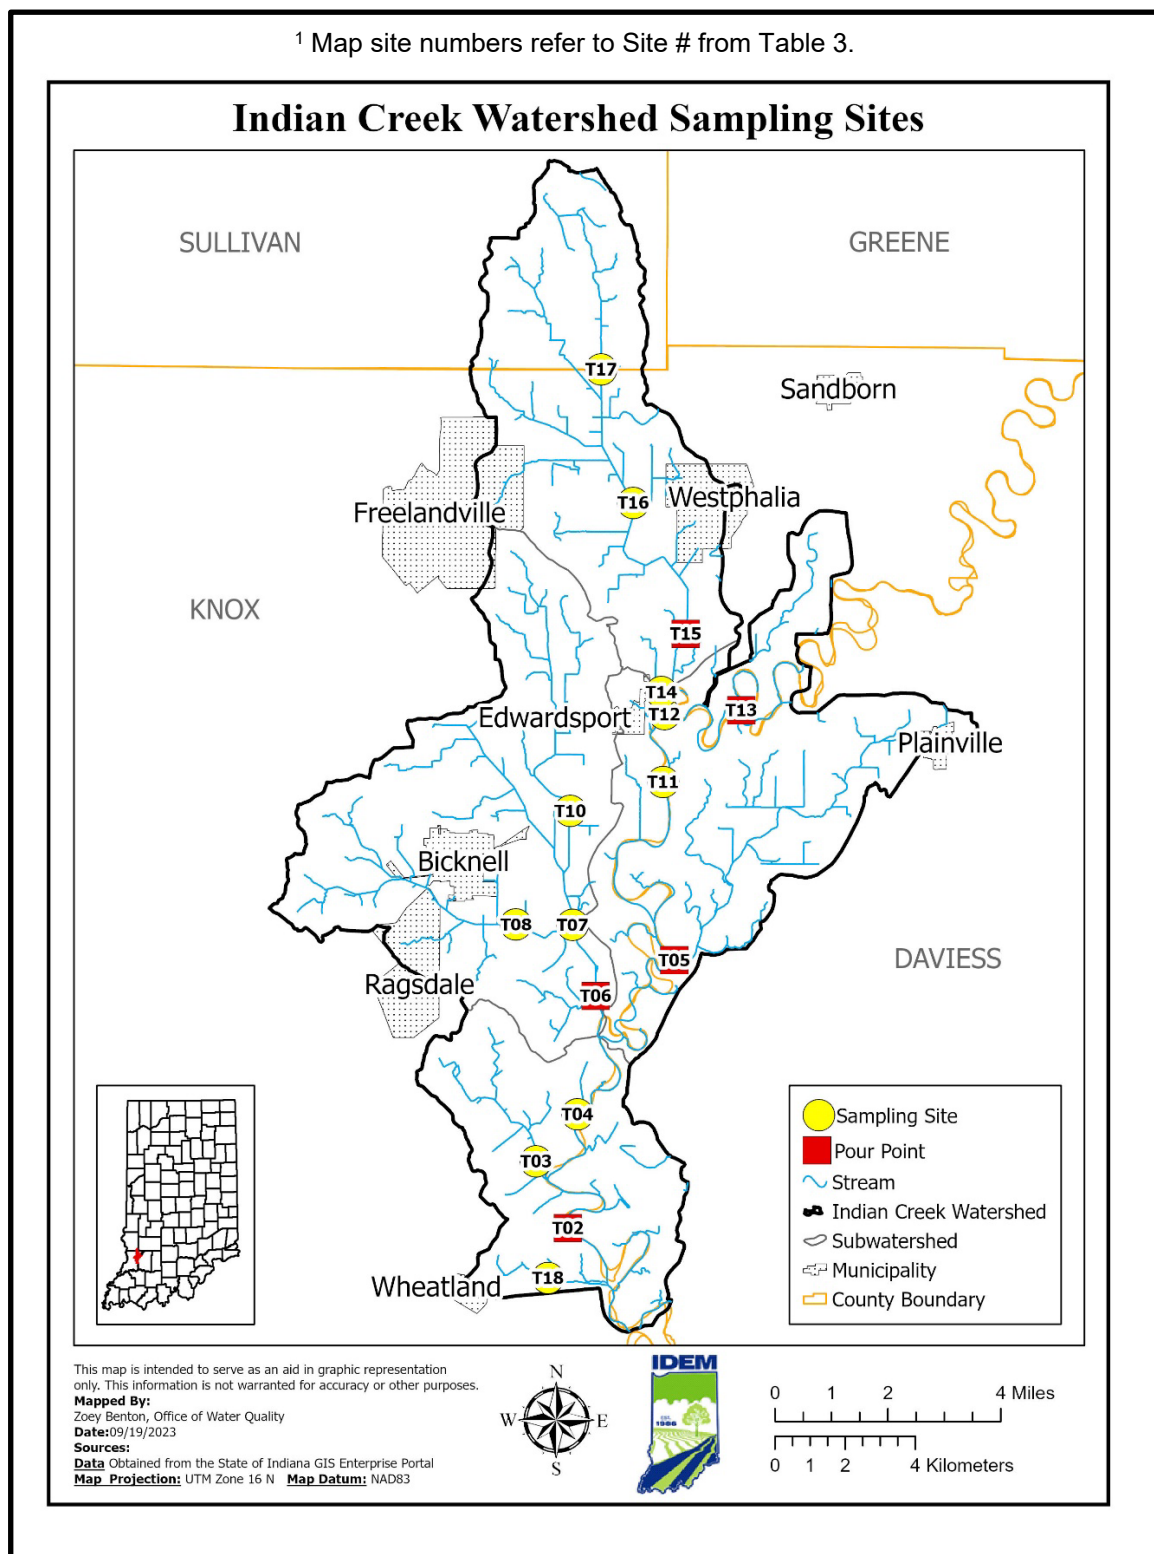 ¹ Map site numbers refer to Site # from Table 3.
Indian Creek Watershed Sampling Sites
SULLIVAN
GREENE
T17
Sandborn
Westphalia
T16
Freelandville
KNOX
T15
T14
T13
T12
Edwardsport
Plainville
T11
T10
Bicknell
T08
T07
T05
DAVIESS
Ragsdale
T06
T04
T03
T02
T18
Wheatland
Sampling Site
Pour Point
Stream
Indian Creek Watershed
Subwatershed
Municipality
County Boundary
This map is intended to serve as an aid in graphic representation
only. This information is not warranted for accuracy or other purposes.
Mapped By:
Zoey Benton, Office of Water Quality
Date:09/19/2023
Sources:
Data Obtained from the State of Indiana GIS Enterprise Portal
Map Projection: UTM Zone 16 N Map Datum: NAD83
N
W E
S
IDEM
EST.
1986
0 1 2 4 Miles
0 1 2 4 Kilometers